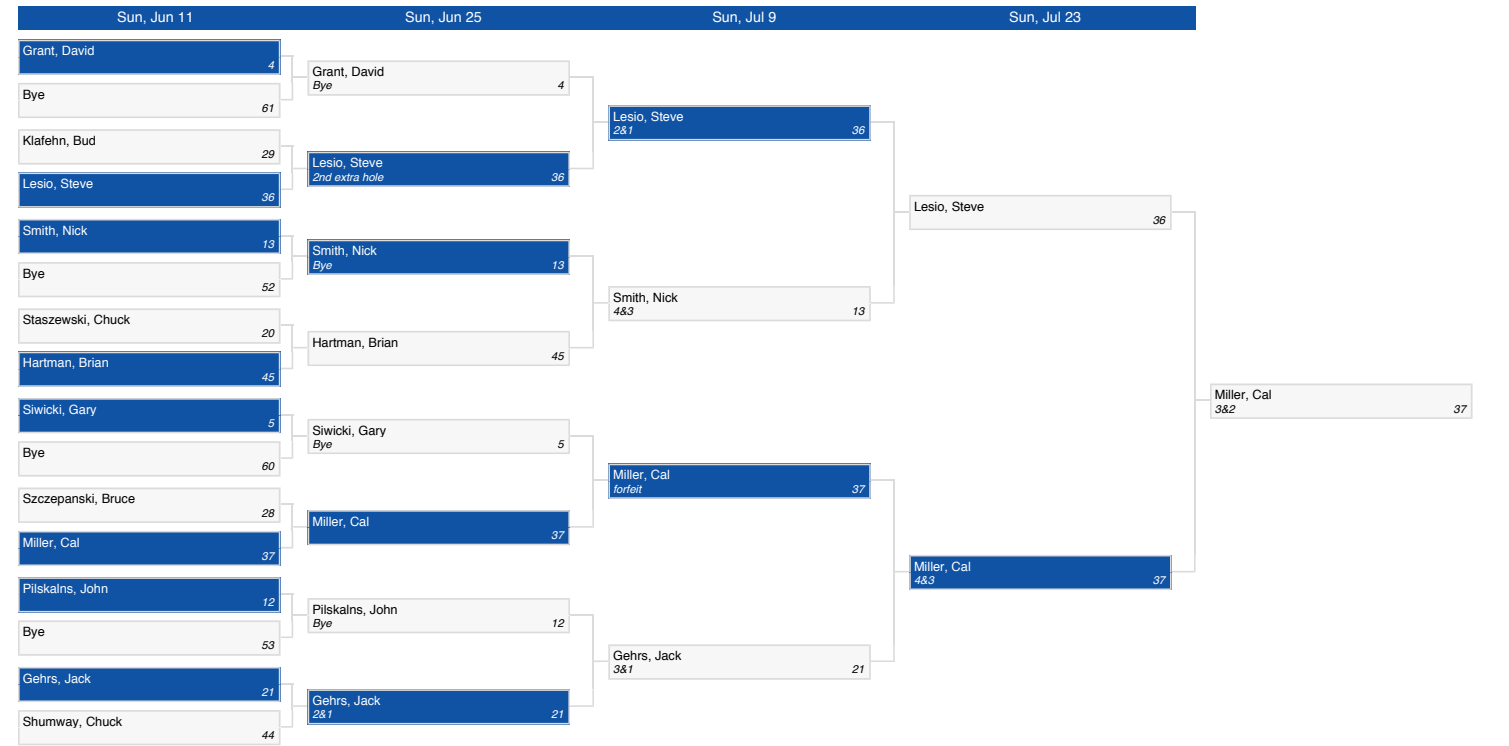 Sun, Jun 11
Sun, Jun 25
Sun, Jul 9
Sun, Jul 23
Grant, David
4
Bye
61
Klafehn, Bud
29
Lesio, Steve
36
Smith, Nick
13
Bye
52
Staszewski, Chuck
20
Hartman, Brian
45
Siwicki, Gary
5
Bye
60
Szczepanski, Bruce
28
Miller, Cal
37
Pilskalns, John
12
Bye
53
Gehrs, Jack
21
Shumway, Chuck
44
Grant, David
Bye 4
Lesio, Steve
2nd extra hole 36
Smith, Nick
Bye 13
Hartman, Brian
45
Siwicki, Gary
Bye 5
Miller, Cal
37
Pilskalns, John
Bye 12
Gehrs, Jack
2&1 21
Lesio, Steve
2&1 36
Smith, Nick
4&3 13
Miller, Cal
forfeit 37
Gehrs, Jack
3&1 21
Lesio, Steve
36
Miller, Cal
4&3 37
Miller, Cal
3&2 37